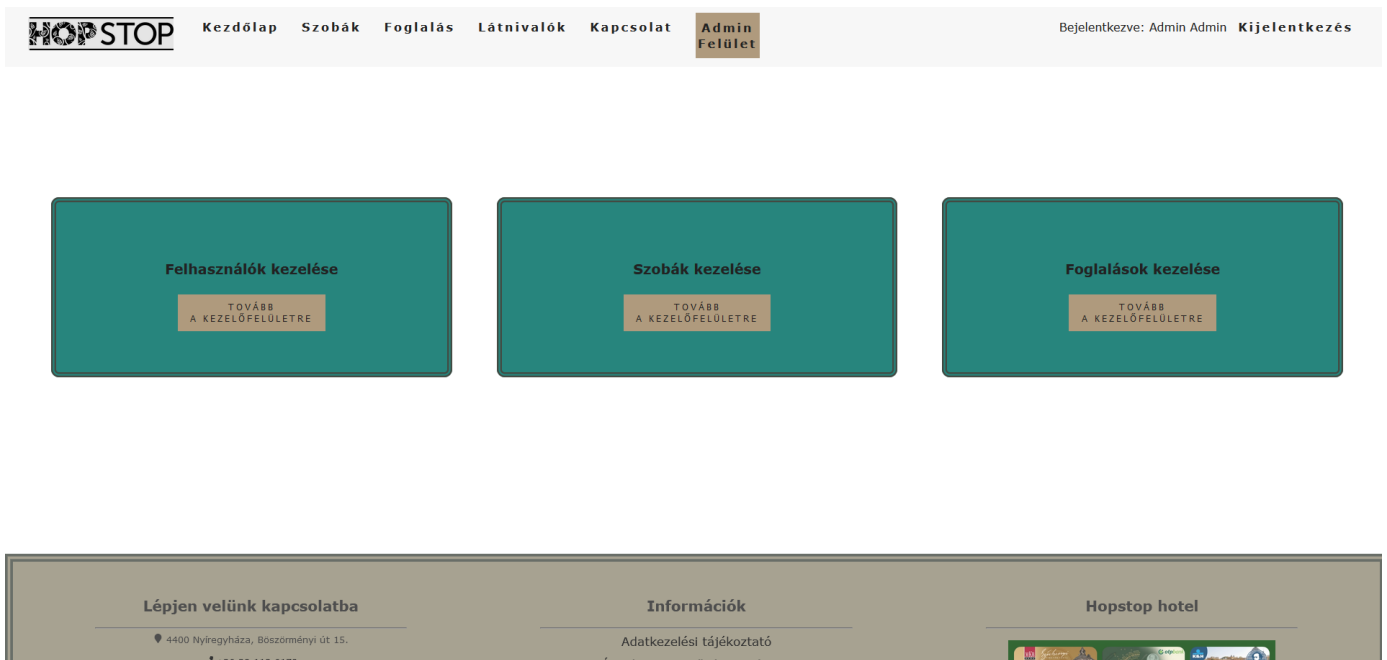 HOPSTOP
Kezdőlap Szobák Foglalás Látnivalók Kapcsolat Admin
Felület
Bejelentkezve: Admin Admin Kijelentkezés
Felhasználók kezelése
TOVÁBB
A KEZELŐFELÜLETRE
Szobák kezelése
TOVÁBB
A KEZELŐFELÜLETRE
Foglalások kezelése
TOVÁBB
A KEZELŐFELÜLETRE
Lépjen velünk kapcsolatba
4400 Nyíregyháza, Böszörményi út 15.
Információk
Adatkezelési tájékoztató
Hopstop hotel